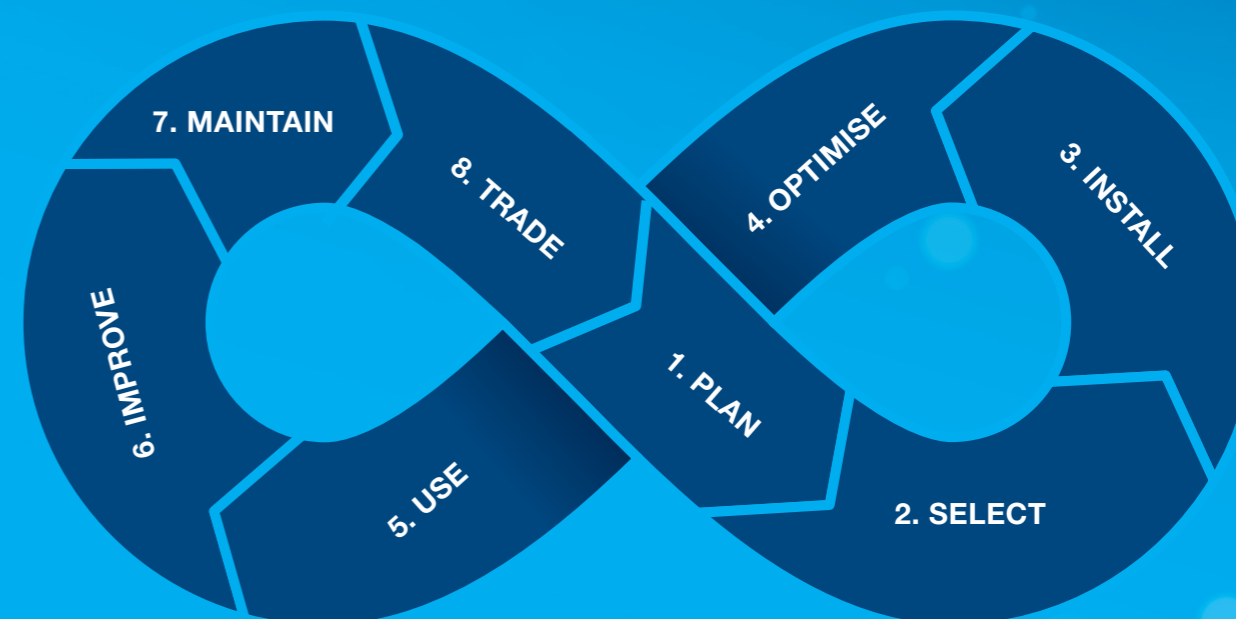 1. PLAN
2. SELECT
3. INSTALL
4. OPTIMISE
5. USE
6. IMPROVE
7. MAINTAIN
8. TRADE